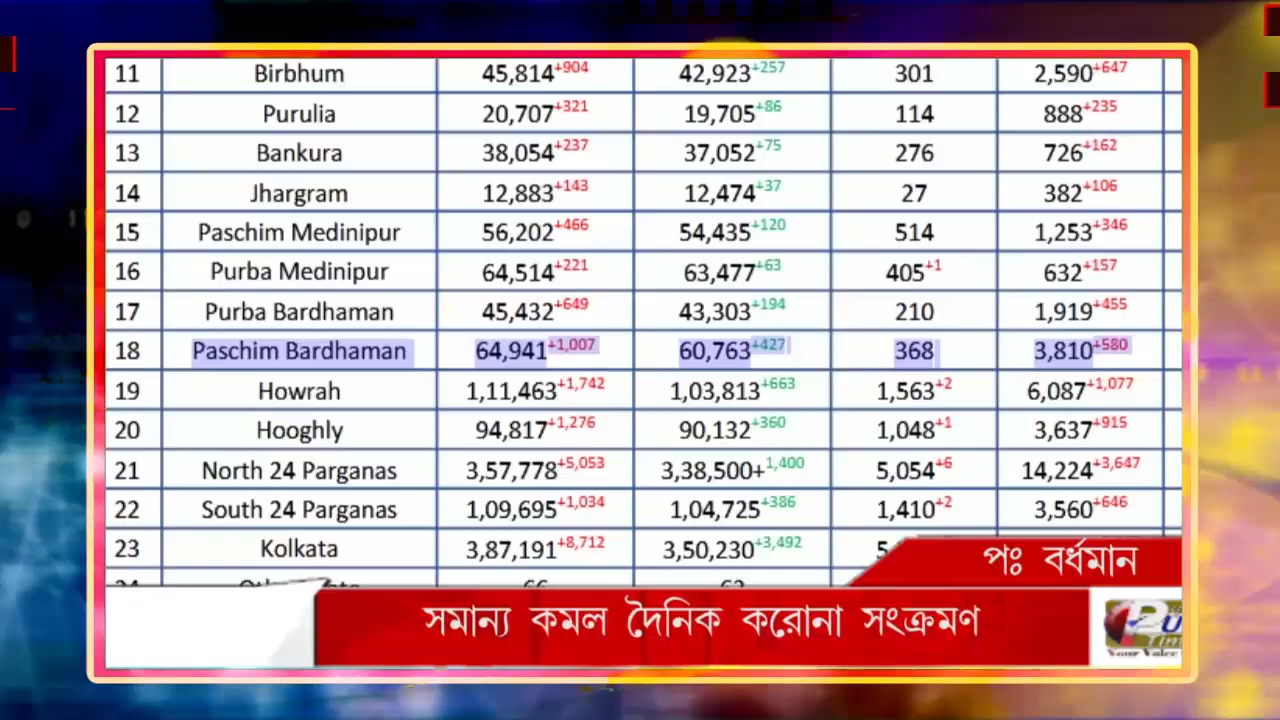 11 Birbhum 45,814+904 42,923+257 301 2,590+647
12 Purulia 20,707+321 19,705+86 114 888+235
13 Bankura 38,054+237 37,052+75 276 726+162
14 Jhargram 12,883+143 12,474+37 27 382+106
15 Paschim Medinipur 56,202+466 54,435+120 514 1,253+346
16 Purba Medinipur 64,514+221 63,477+63 405+1 632+157
17 Purba Bardhaman 45,432+649 43,303+194 210 1,919+455
18 Paschim Bardhaman 64,941+1,007 60,763+427 368 3,810+580
19 Howrah 1,11,463+1,742 1,03,813+663 1,563+2 6,087+1,077
20 Hooghly 94,817+1,276 90,132+360 1,048+1 3,637+915
21 North 24 Parganas 3,57,778+5,053 3,38,500+1,400 5,054+6 14,224+3,647
22 South 24 Parganas 1,09,695+1,034 1,04,725+386 1,410+2 3,560+646
23 Kolkata 3,87,191+8,712 3,50,230+3,492
পঃ বর্ধমান
সমান্য কমল দৈনিক করোনা সংক্রমণ